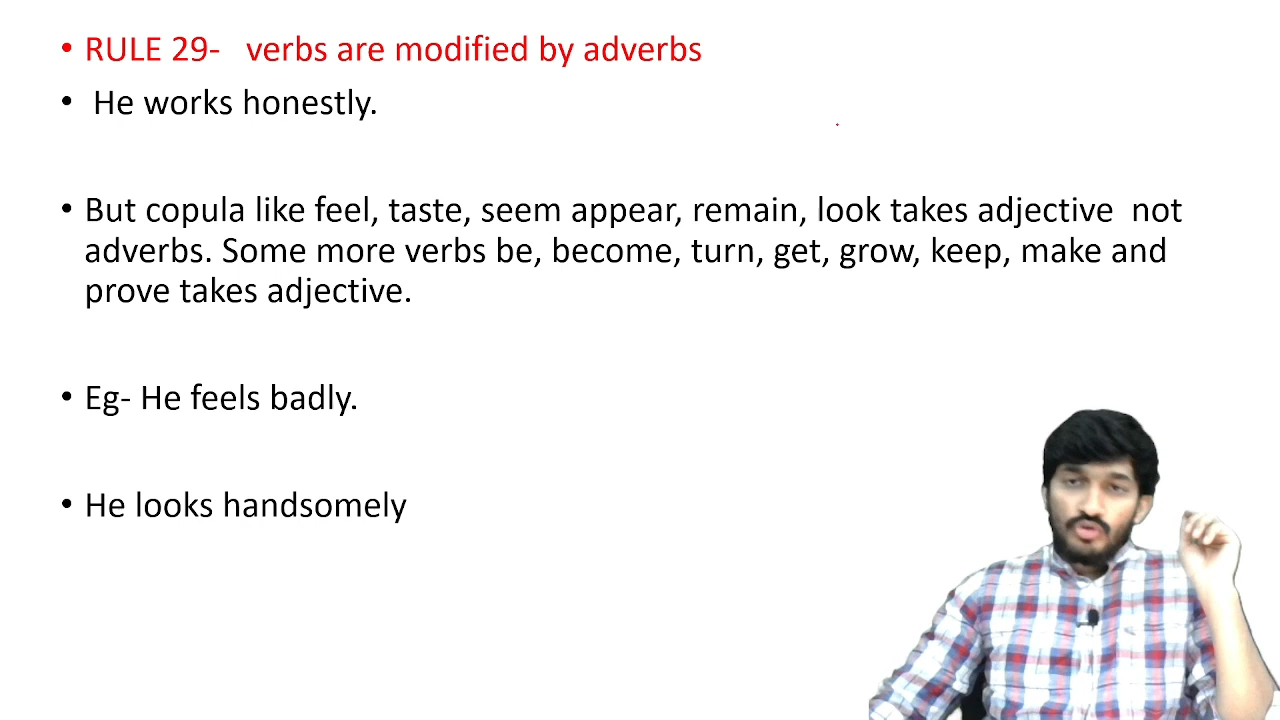 • RULE 29-   verbs are modified by adverbs
•  He works honestly.
• But copula like feel, taste, seem appear, remain, look takes adjective  not
adverbs. Some more verbs be, become, turn, get, grow, keep, make and
prove takes adjective.
• Eg- He feels badly.
• He looks handsomely